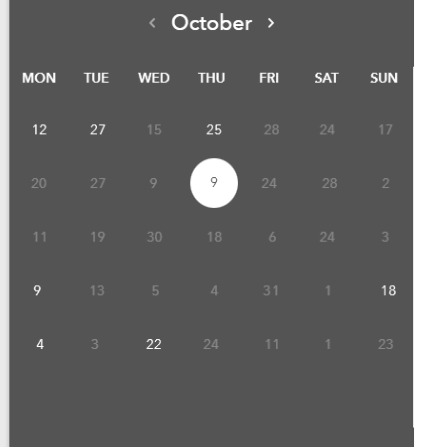 ‹ October ›
MON TUE WED THU FRI SAT SUN
12 27 15 25 28 24 17
20 27 9 9 24 28 2
11 19 30 18 6 24 3
9 13 5 4 31 1 18
4 3 22 24 11 1 23